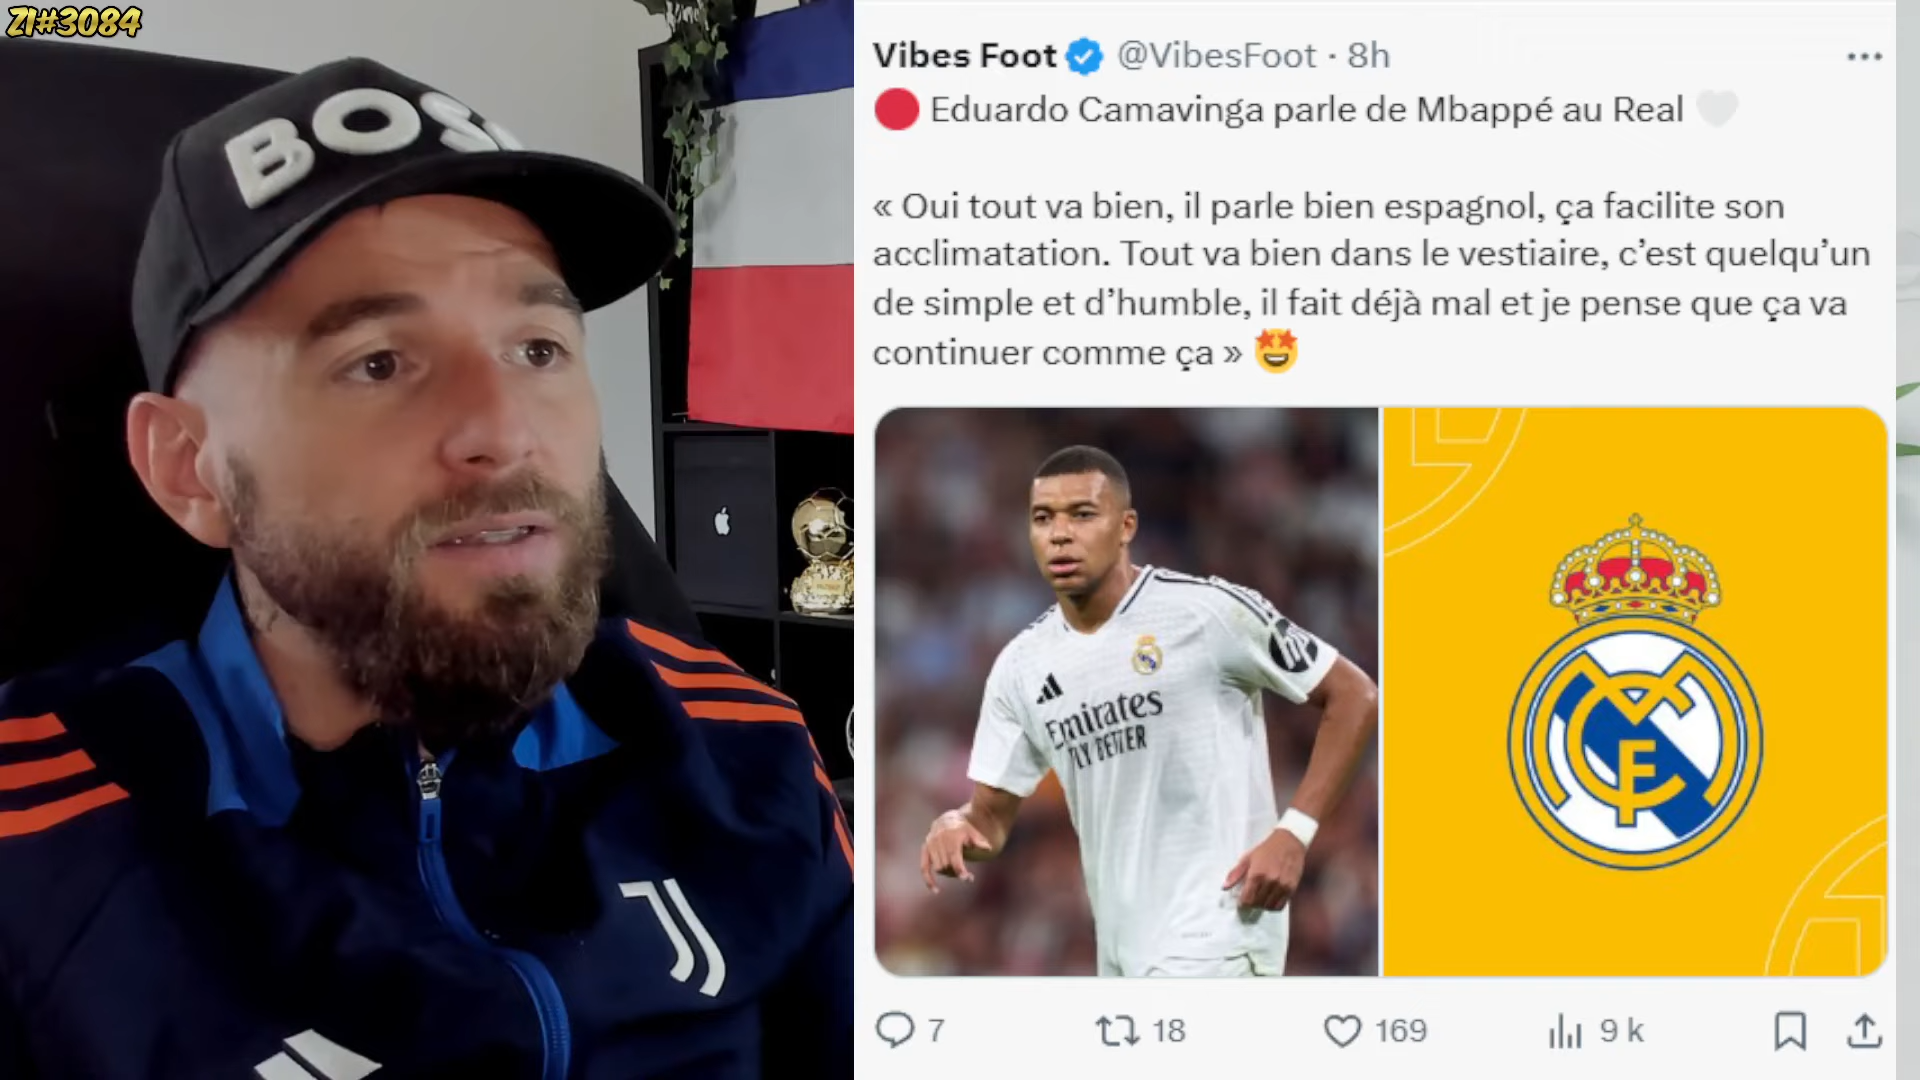 ZI#3084
BOSS
Vibes Foot @VibesFoot · 8h
Eduardo Camavinga parle de Mbappé au Real
« Oui tout va bien, il parle bien espagnol, ça facilite son
acclimatation. Tout va bien dans le vestiaire, c’est quelqu’un
de simple et d’humble, il fait déjà mal et je pense que ça va
continuer comme ça »
Emirates
FLY BETTER
7 18 169 9 k